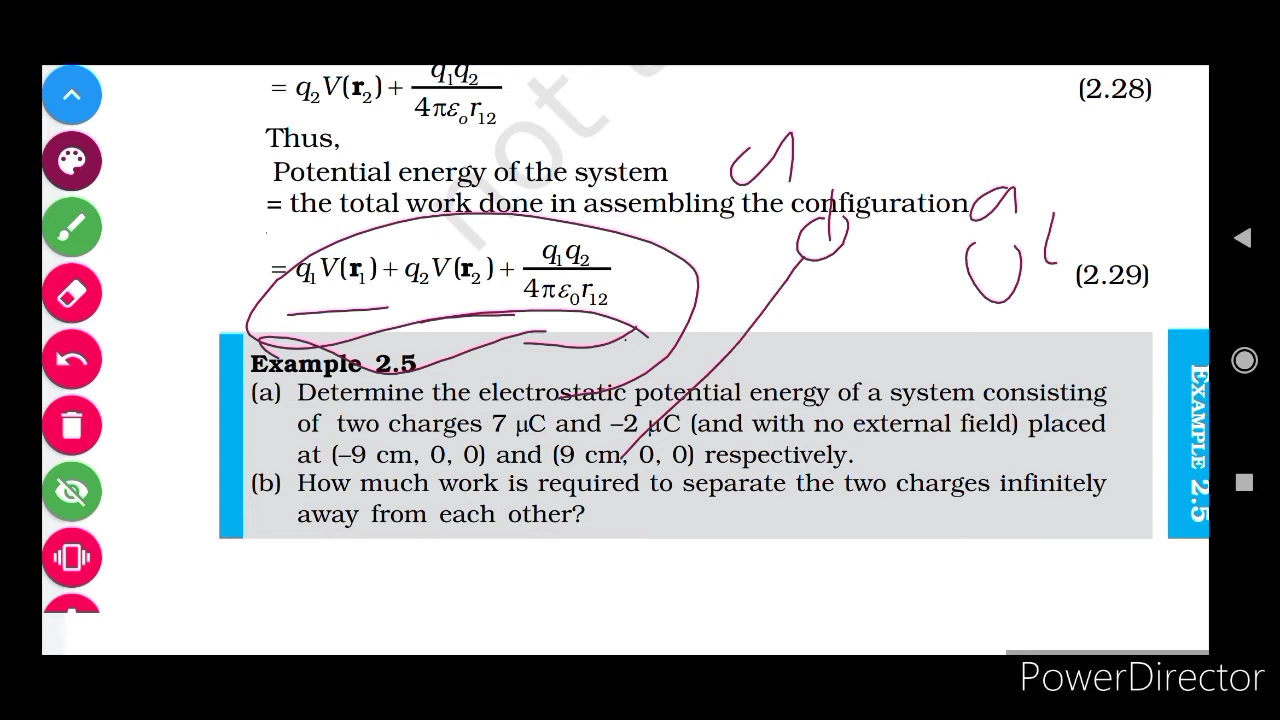 = q₂V(r₂) + q₁q₂ / 4πεₒr₁₂ (2.28)
Thus,
Potential energy of the system
= the total work done in assembling the configuration
= q₁V(r₁) + q₂V(r₂) + q₁q₂ / 4πε₀r₁₂ (2.29)
Example 2.5
(a) Determine the electrostatic potential energy of a system consisting
of two charges 7 μC and –2 μC (and with no external field) placed
at (–9 cm, 0, 0) and (9 cm, 0, 0) respectively.
(b) How much work is required to separate the two charges infinitely
away from each other?
EXAMPLE 2.5
not
PowerDirector